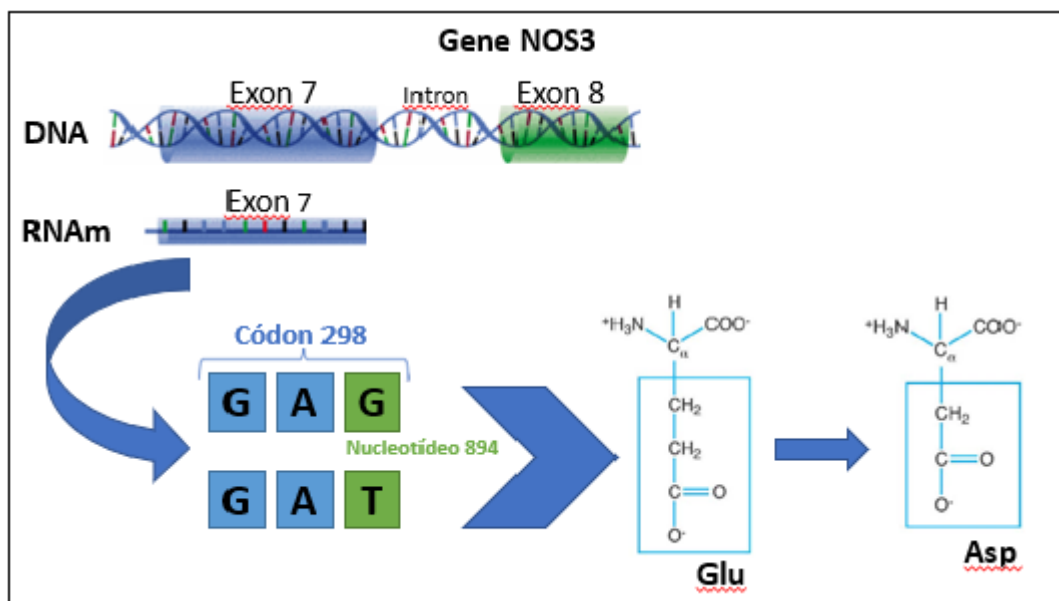 Gene NOS3
Exon 7
Intron
Exon 8
DNA
Exon 7
RNAm
Códon 298
G A G
Nucleotídeo 894
G A T
H
⁺H₃N
COO⁻
Cα
CH₂
CH₂
C=O
O⁻
Glu
H
⁺H₃N
COO⁻
Cα
CH₂
C=O
O⁻
Asp